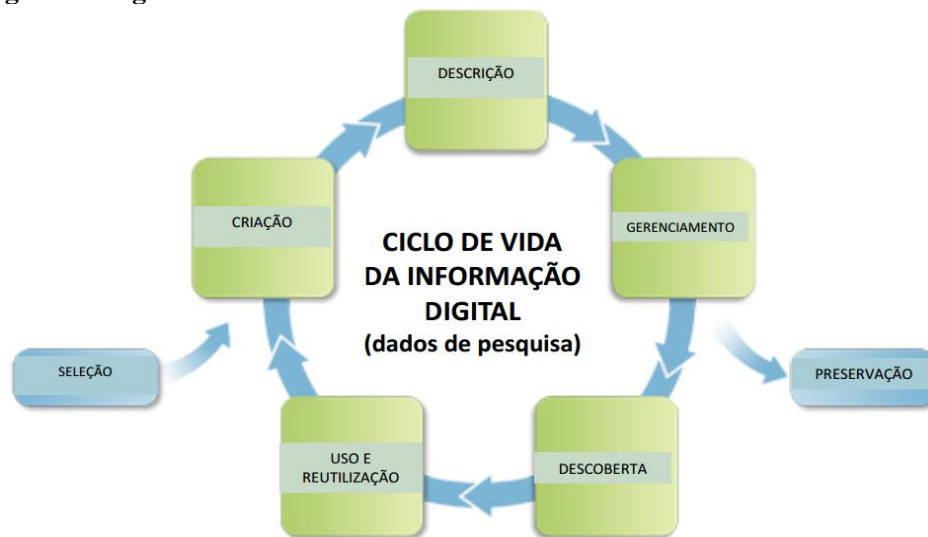 DESCRIÇÃO
CRIAÇÃO
GERENCIAMENTO
CICLO DE VIDA
DA INFORMAÇÃO
DIGITAL
(dados de pesquisa)
SELEÇÃO
PRESERVAÇÃO
USO E
REUTILIZAÇÃO
DESCOBERTA